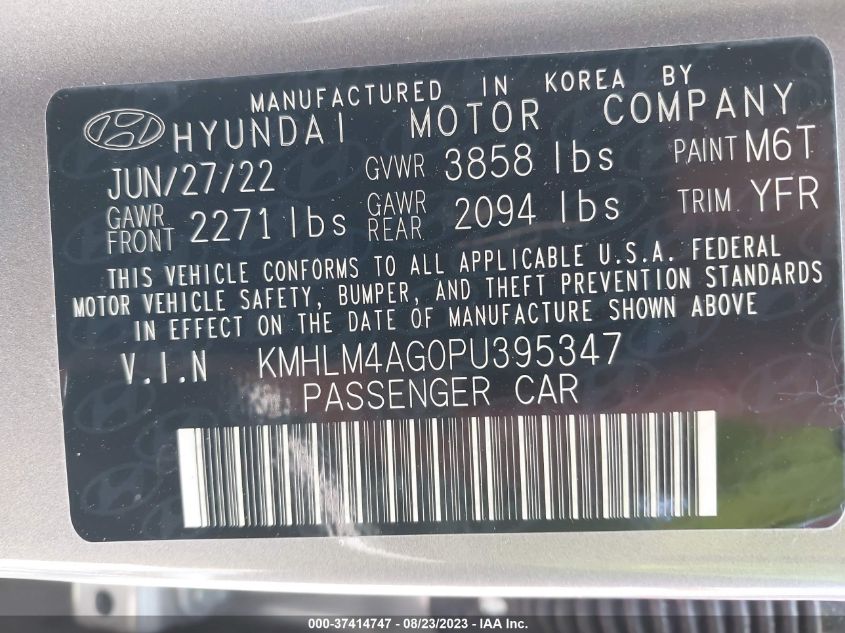 MANUFACTURED IN KOREA BY
HYUNDAI MOTOR COMPANY
JUN/27/22 GVWR 3858 lbs PAINT M6T
GAWR FRONT 2271 lbs GAWR REAR 2094 lbs TRIM YFR
THIS VEHICLE CONFORMS TO ALL APPLICABLE U.S.A. FEDERAL
MOTOR VEHICLE SAFETY, BUMPER, AND THEFT PREVENTION STANDARDS
IN EFFECT ON THE DATE OF MANUFACTURE SHOWN ABOVE
V.I.N KMHLM4AG0PU395347
PASSENGER CAR
000-37414747 - 08/23/2023 - © IAA, Inc.